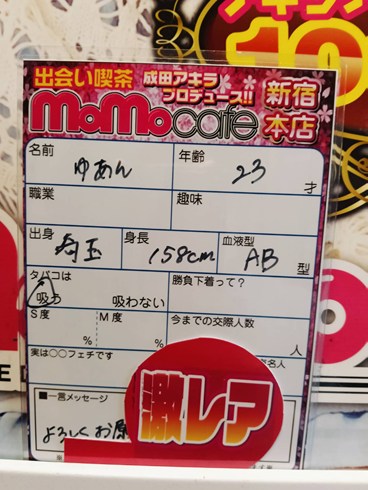 出会い喫茶 成田アキラ
プロデュース!!
新宿
本店
MoMocafe
名前
ゆあん
年齢
23 才
職業
趣味
出身
埼玉
身長
158cm
血液型
AB 型
タバコは
吸う 吸わない
勝負下着って?
S度 M度
% %
今までの交際人数
人
実は○○フェチです
名人
激レア
■一言メッセージ
よろしくお願
10